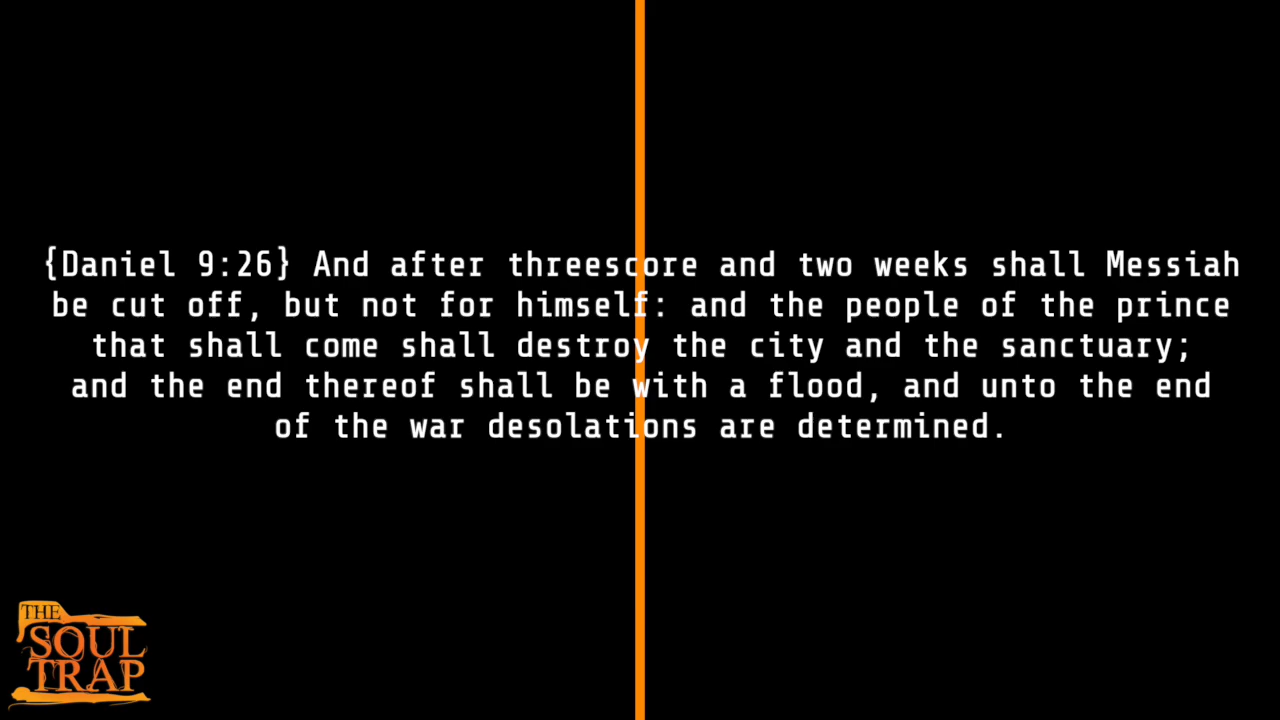 {Daniel 9:26} And after threescore and two weeks shall Messiah
be cut off, but not for himself: and the people of the prince
that shall come shall destroy the city and the sanctuary;
and the end thereof shall be with a flood, and unto the end
of the war desolations are determined.
THE
SOUL
TRAP